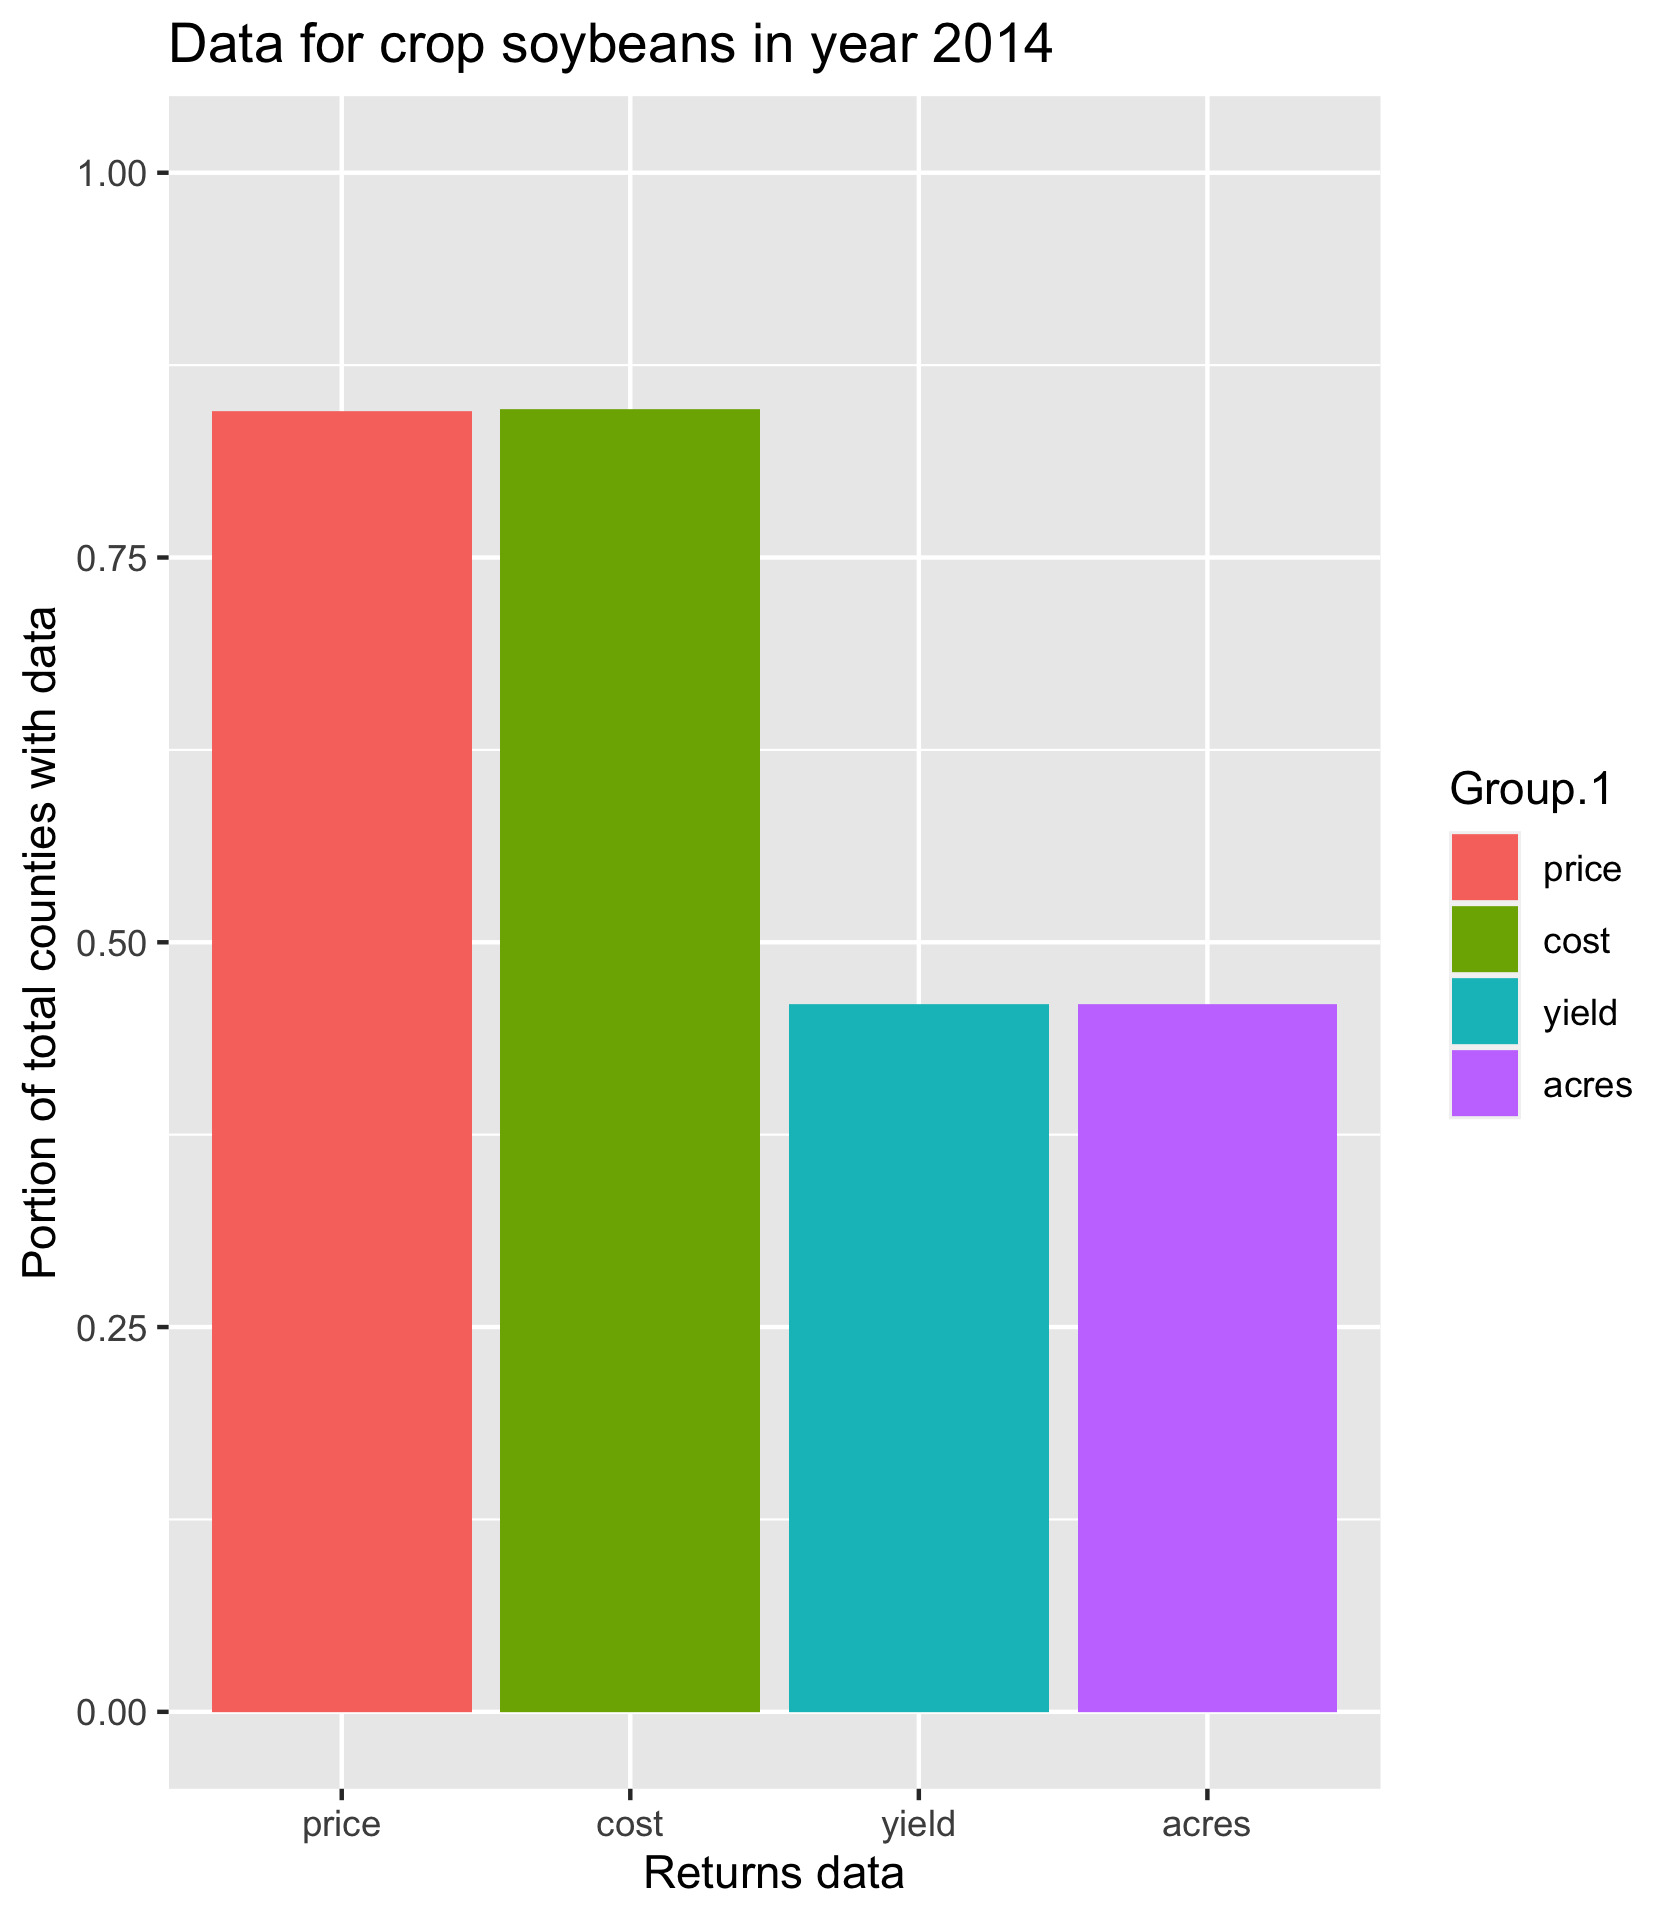 Data for crop soybeans in year 2014
Portion of total counties with data
1.00
0.75
0.50
0.25
0.00
price cost yield acres
Returns data
Group.1
price
cost
yield
acres